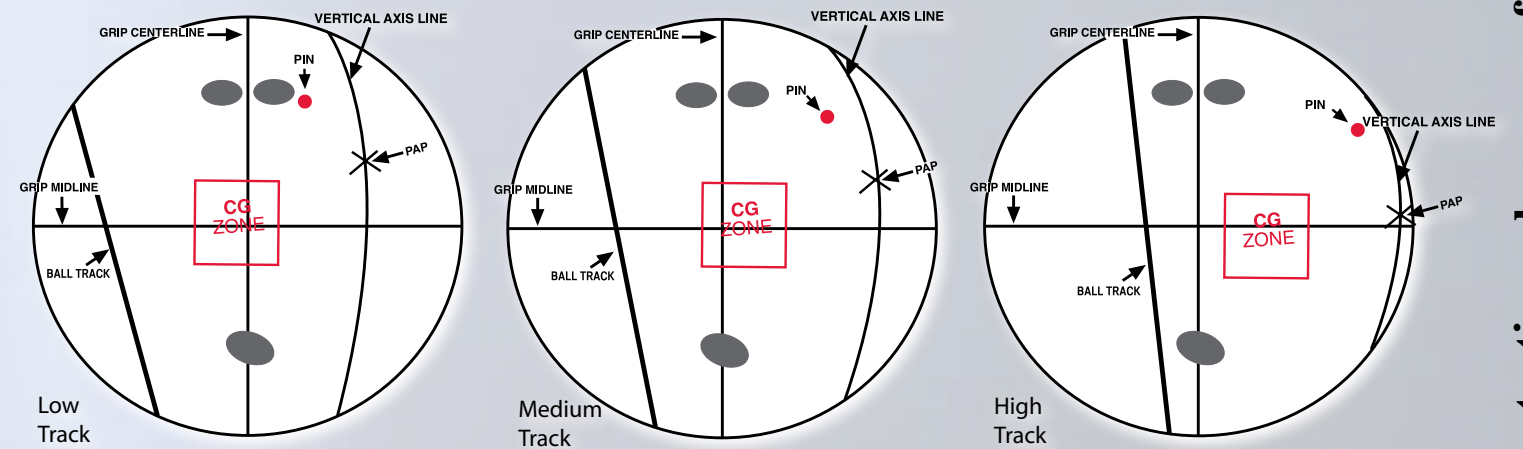 GRIP CENTERLINE
VERTICAL AXIS LINE
PIN
PAP
GRIP MIDLINE
CG
ZONE
BALL TRACK
Low
Track
GRIP CENTERLINE
VERTICAL AXIS LINE
PIN
PAP
GRIP MIDLINE
CG
ZONE
BALL TRACK
Medium
Track
GRIP CENTERLINE
PIN
VERTICAL AXIS LINE
PAP
GRIP MIDLINE
CG
ZONE
BALL TRACK
High
Track